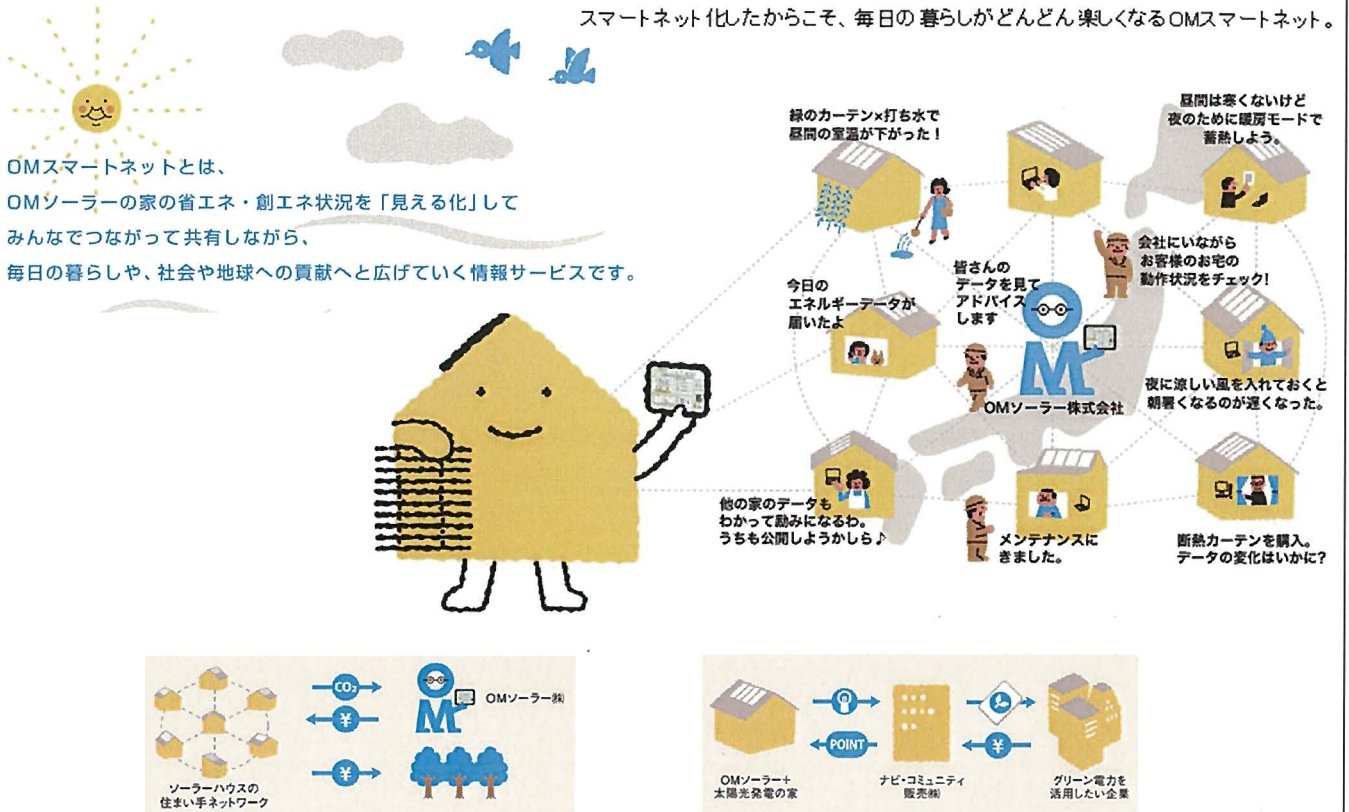 スマートネット化したからこそ、毎日の暮らしがどんどん楽しくなるOMスマートネット。
OMスマートネットとは、
OMソーラーの家の省エネ・創エネ状況を「見える化」して
みんなでつながって共有しながら、
毎日の暮らしや、社会や地球への貢献へと広げていく情報サービスです。
緑のカーテン×打ち水で
昼間の室温が下がった！
昼間は寒くないけど
夜のために暖房モードで
蓄熱しよう。
会社にいながら
お客様のお宅の
動作状況をチェック!
皆さんの
データを見て
アドバイス
します
今日の
エネルギーデータが
届いたよ
OM
OMソーラー株式会社
夜に涼しい風を入れておくと
朝暑くなるのが遅くなった。
他の家のデータも
わかって励みになるわ。
うちも公開しようかしら♪
メンテナンスに
きました。
断熱カーテンを購入。
データの変化はいかに?
CO₂
¥
¥
OM
OMソーラー㈱
ソーラーハウスの
住まい手ネットワーク
POINT
¥
OMソーラー＋
太陽光発電の家
ナビ・コミュニティ
販売㈱
グリーン電力を
活用したい企業